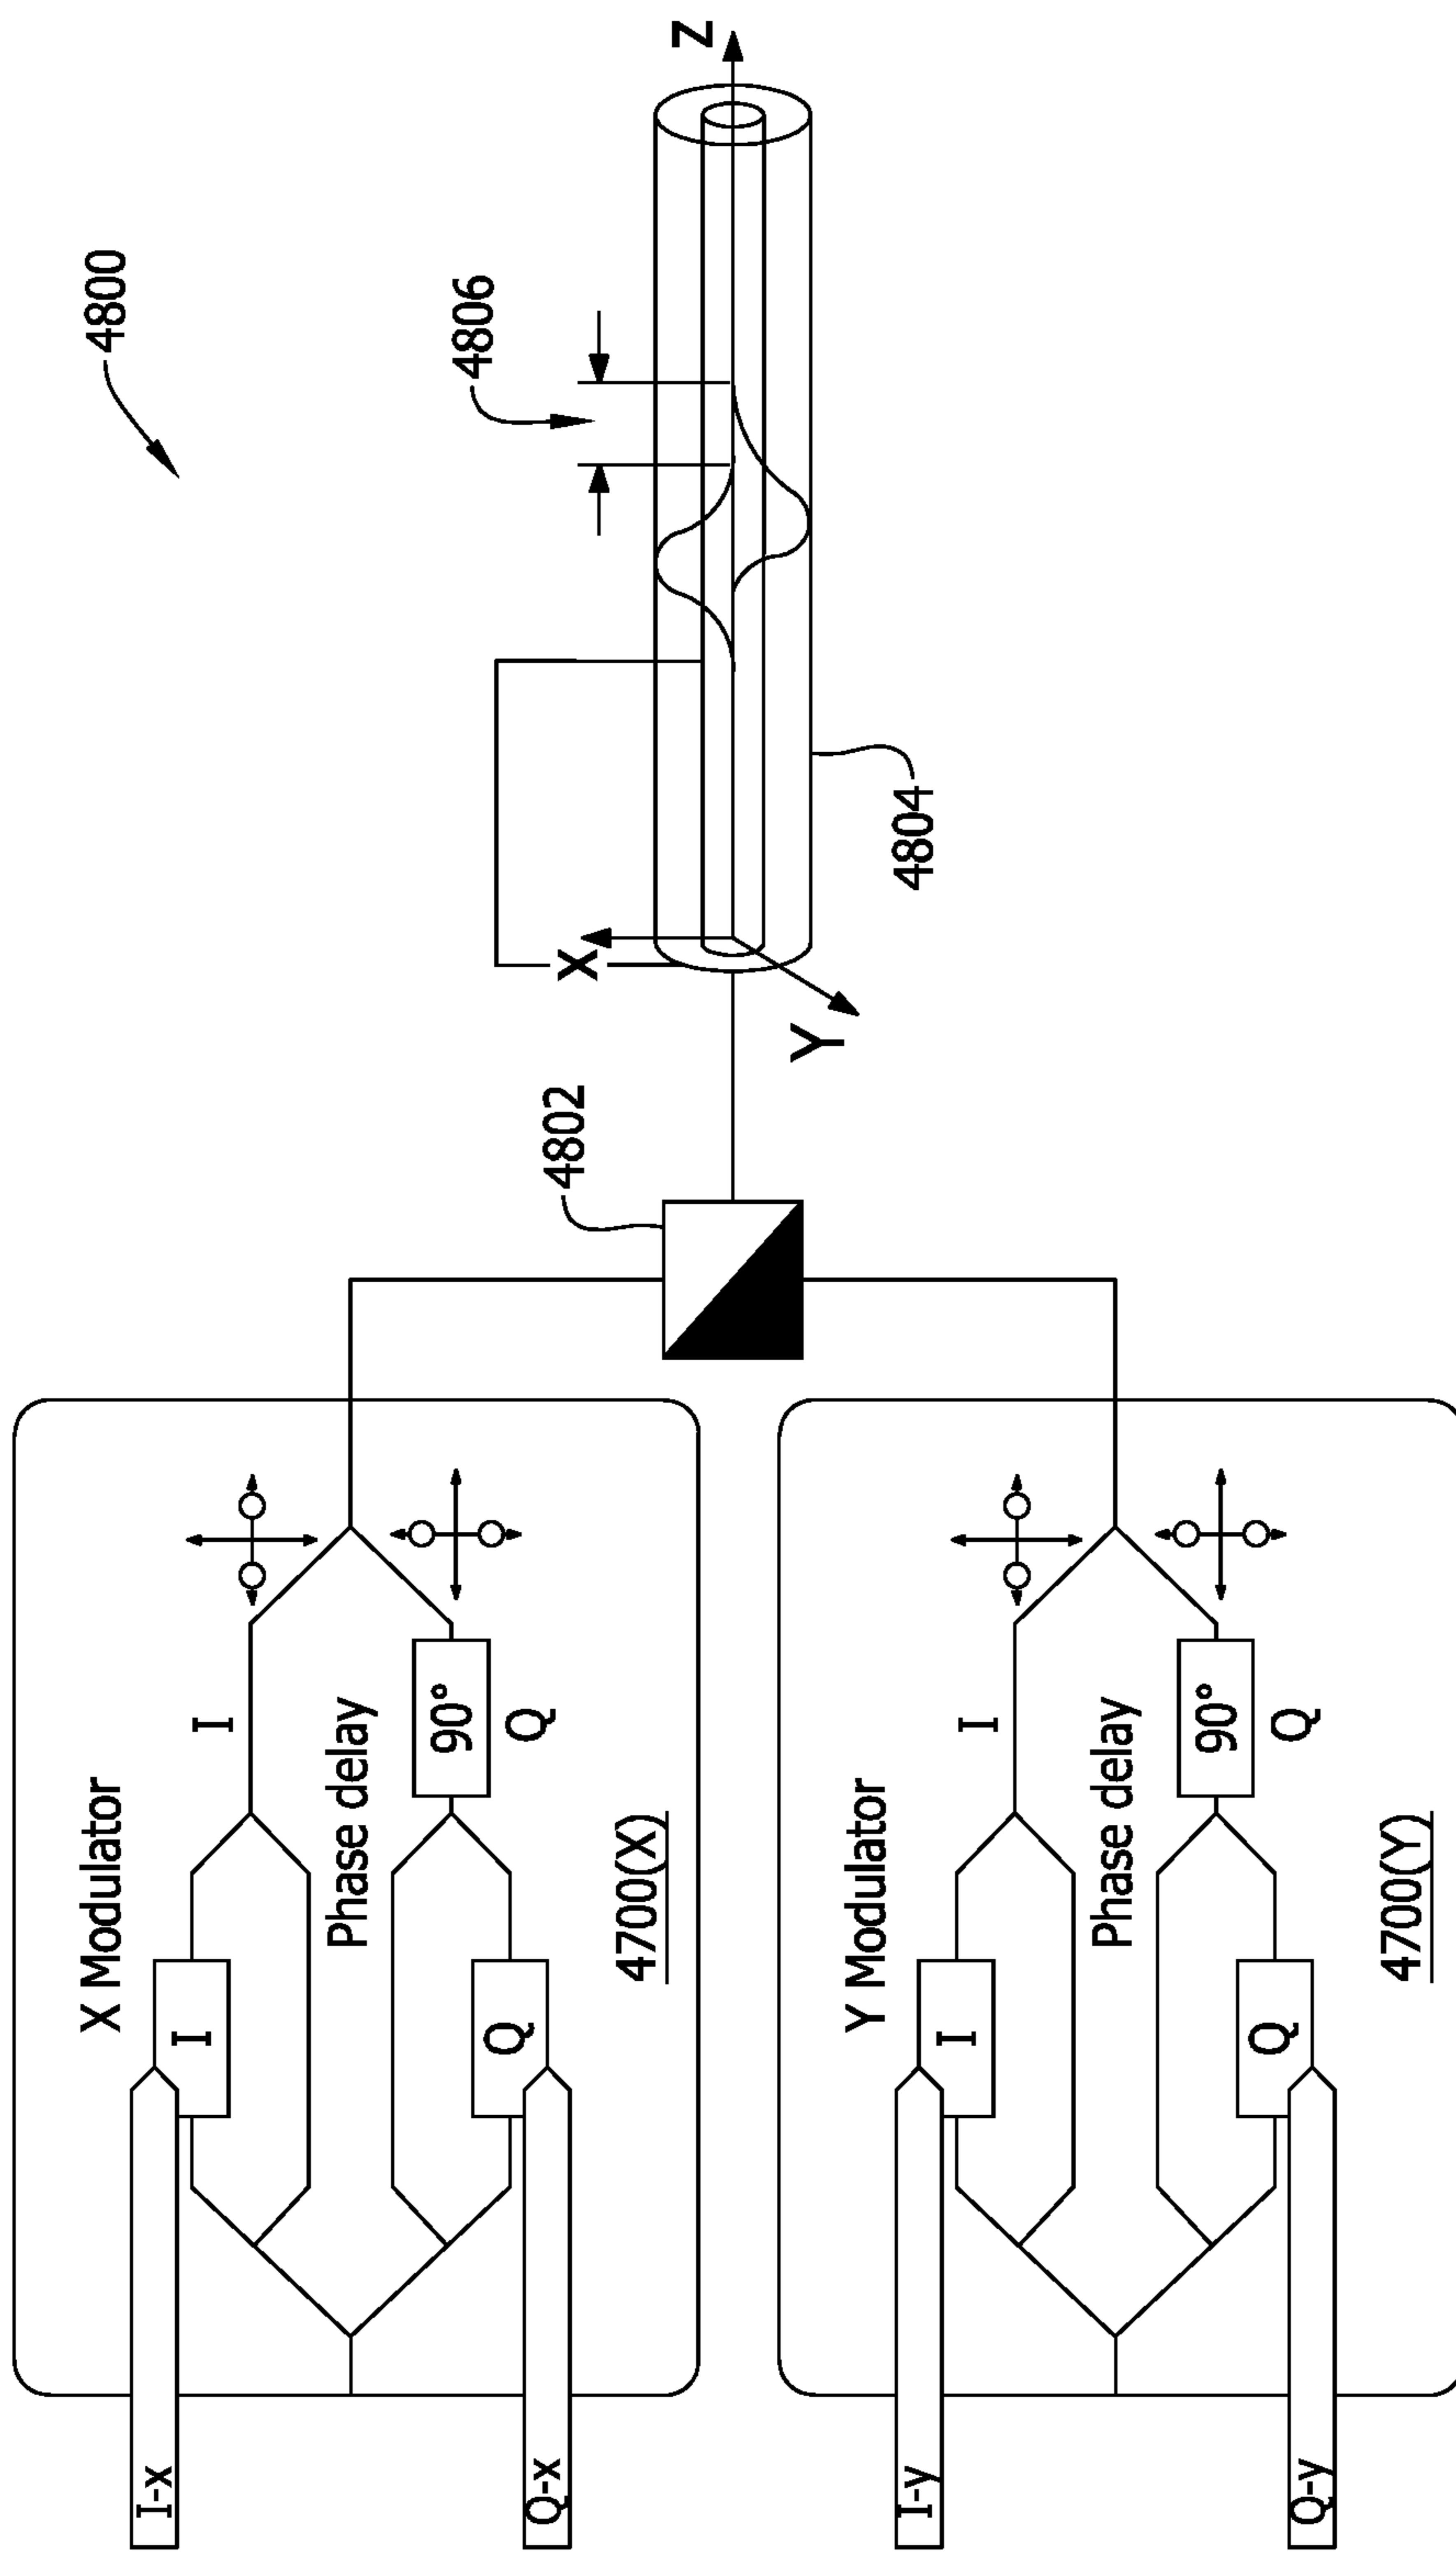 4800
X Modulator
I-x
I
I
Phase delay
90°
Q
Q
Q-x
4700(X)
4802
4806
X
Y
Z
4804
Y Modulator
I-y
I
I
Phase delay
90°
Q
Q
Q-y
4700(Y)